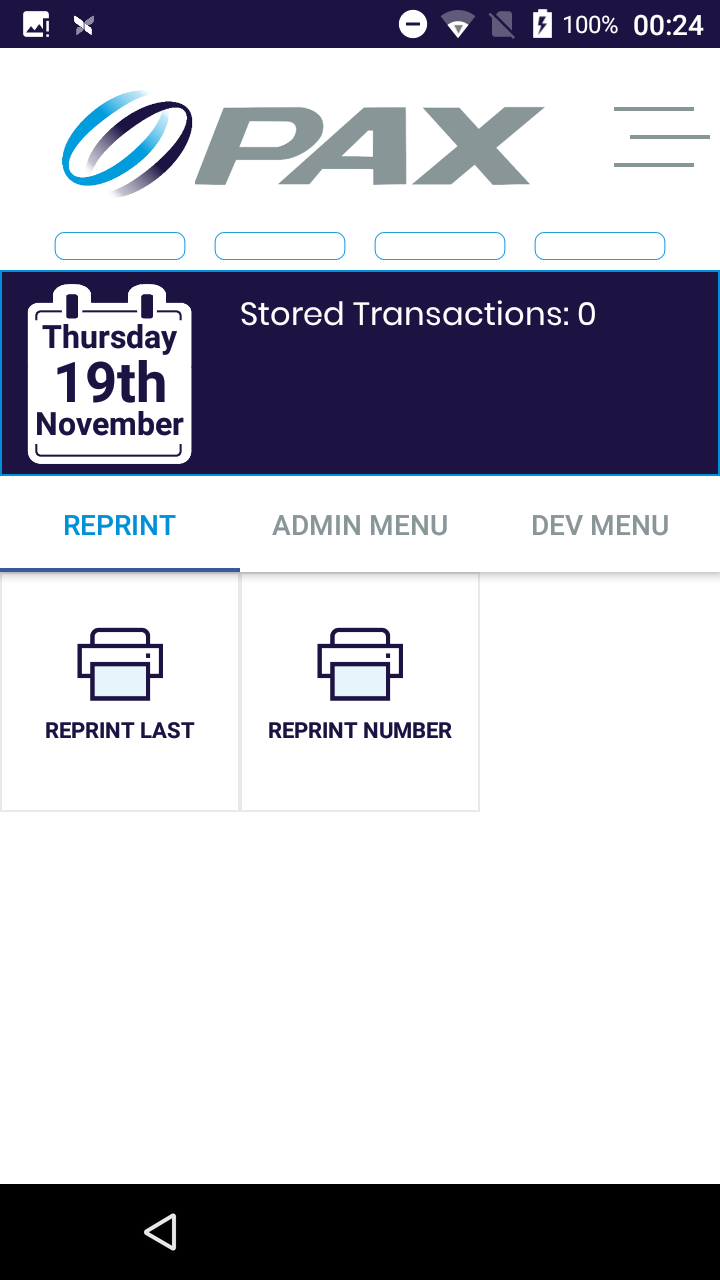 100% 00:24
PAX
Thursday
19th
November
Stored Transactions: 0
REPRINT ADMIN MENU DEV MENU
REPRINT LAST REPRINT NUMBER